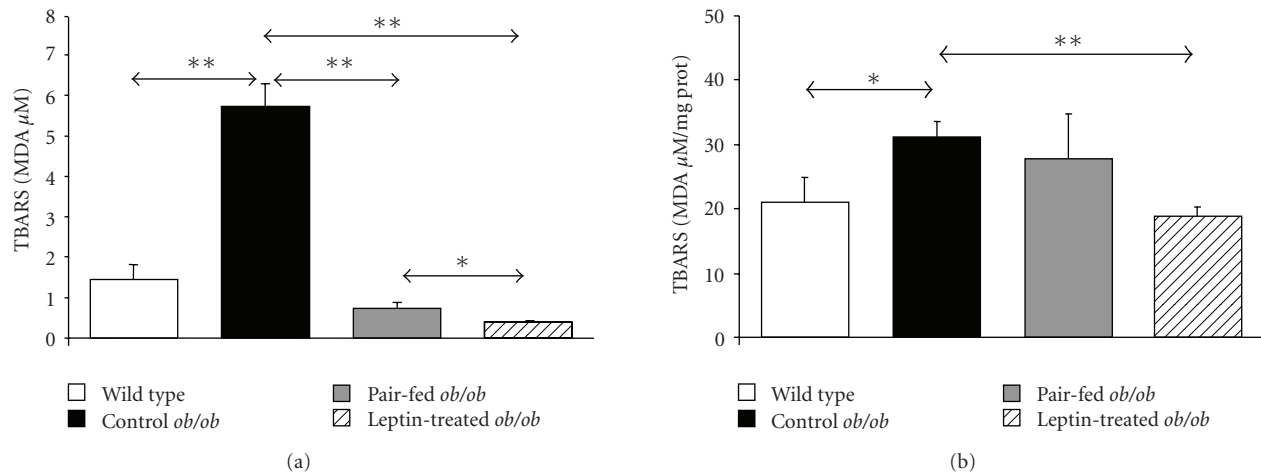 TBARS (MDA µM)
8
7
6
5
4
3
2
1
0
**
**
**
*
Wild type
Control ob/ob
Pair-fed ob/ob
Leptin-treated ob/ob
(a)
TBARS (MDA µM/mg prot)
50
40
30
20
10
0
*
**
Wild type
Control ob/ob
Pair-fed ob/ob
Leptin-treated ob/ob
(b)